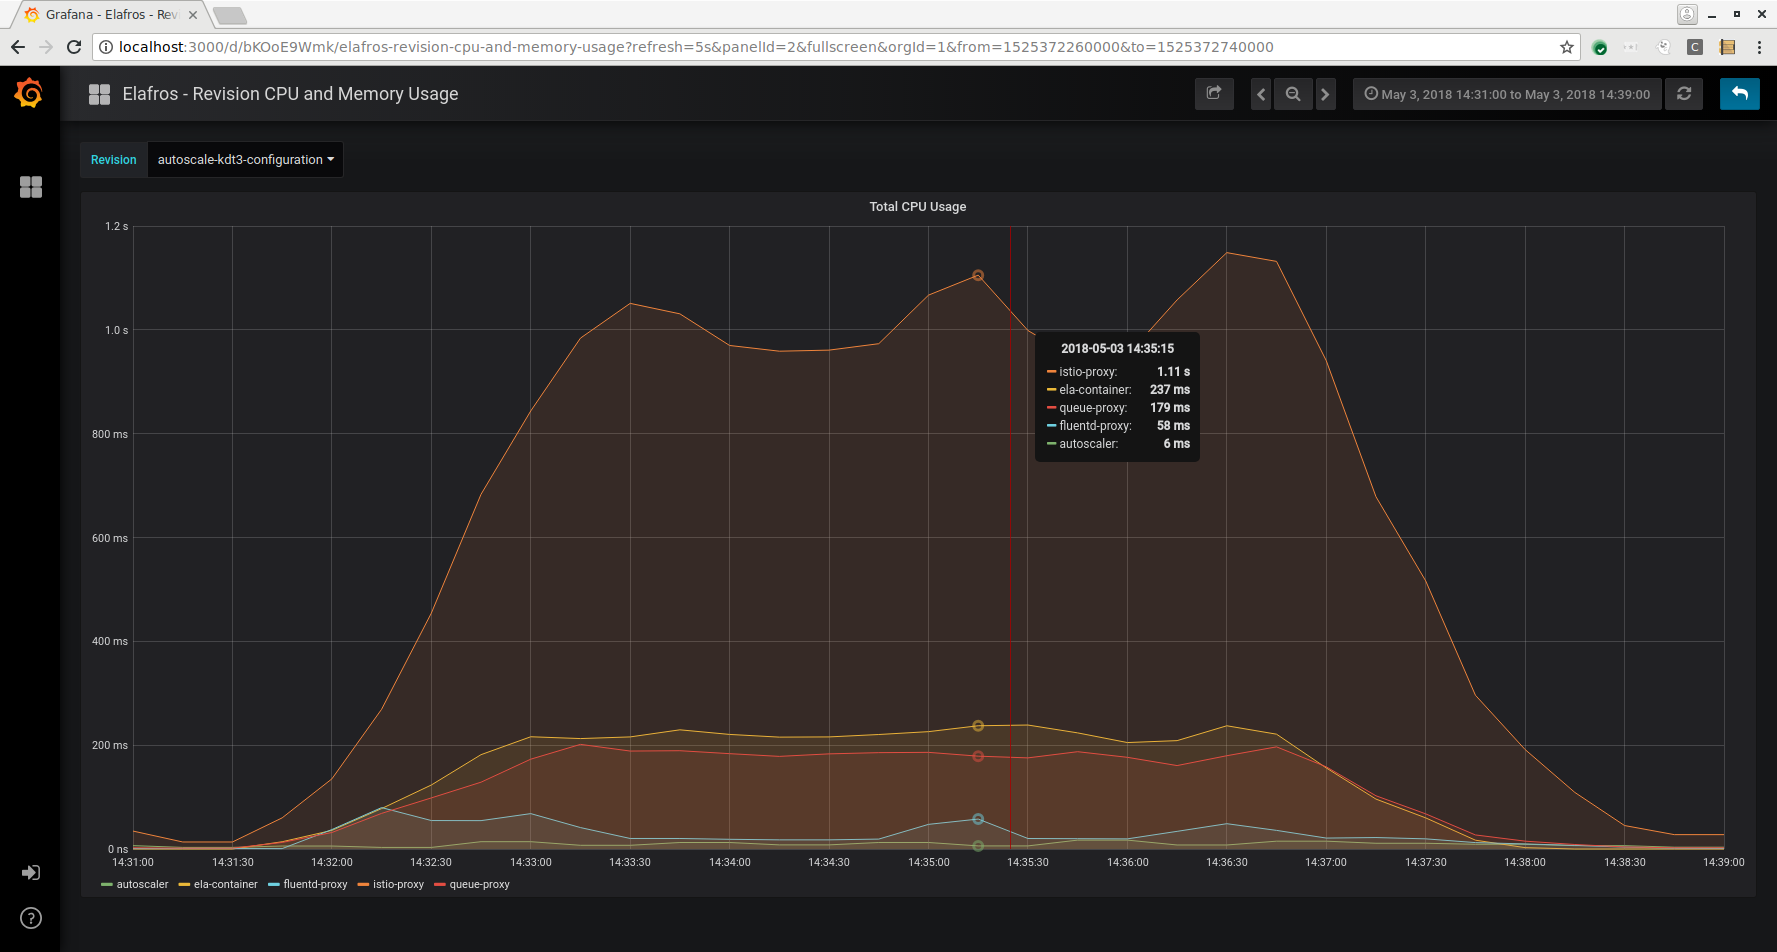 Grafana - Elafros - Rev
localhost:3000/d/bKOoE9Wmk/elafros-revision-cpu-and-memory-usage?refresh=5s&panelId=2&fullscreen&orgId=1&from=1525372260000&to=1525372740000
C
Elafros - Revision CPU and Memory Usage
May 3, 2018 14:31:00 to May 3, 2018 14:39:00
Revision autoscale-kdt3-configuration
Total CPU Usage
1.2 s
1.0 s
800 ms
600 ms
400 ms
200 ms
0 ns
2018-05-03 14:35:15
istio-proxy: 1.11 s
ela-container: 237 ms
queue-proxy: 179 ms
fluentd-proxy: 58 ms
autoscaler: 6 ms
14:31:00 14:31:30 14:32:00 14:32:30 14:33:00 14:33:30 14:34:00 14:34:30 14:35:00 14:35:30 14:36:00 14:36:30 14:37:00 14:37:30 14:38:00 14:38:30 14:39:00
autoscaler ela-container fluentd-proxy istio-proxy queue-proxy
?